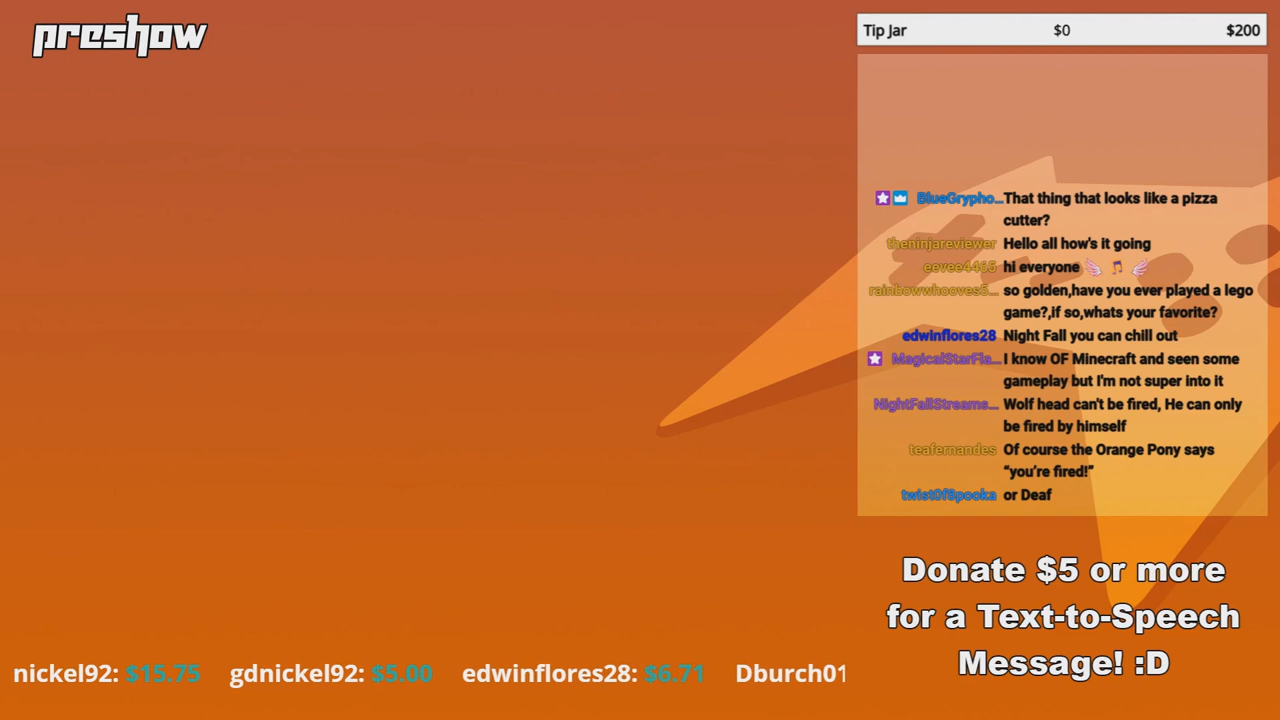 preshow
Tip Jar $0 $200
BlueGrypho... That thing that looks like a pizza
cutter?
theninjareviewer Hello all how's it going
eevee4465 hi everyone
rainbowwhooves5... so golden,have you ever played a lego
game?,if so,whats your favorite?
edwinflores28 Night Fall you can chill out
MagicalStarFla... I know OF Minecraft and seen some
gameplay but I'm not super into it
NightFallStreams... Wolf head can't be fired, He can only
be fired by himself
teafernandes Of course the Orange Pony says
“you’re fired!”
twist0f8pooka or Deaf
Donate $5 or more
for a Text-to-Speech
Message! :D
nickel92: $15.75 gdnickel92: $5.00 edwinflores28: $6.71 Dburch01